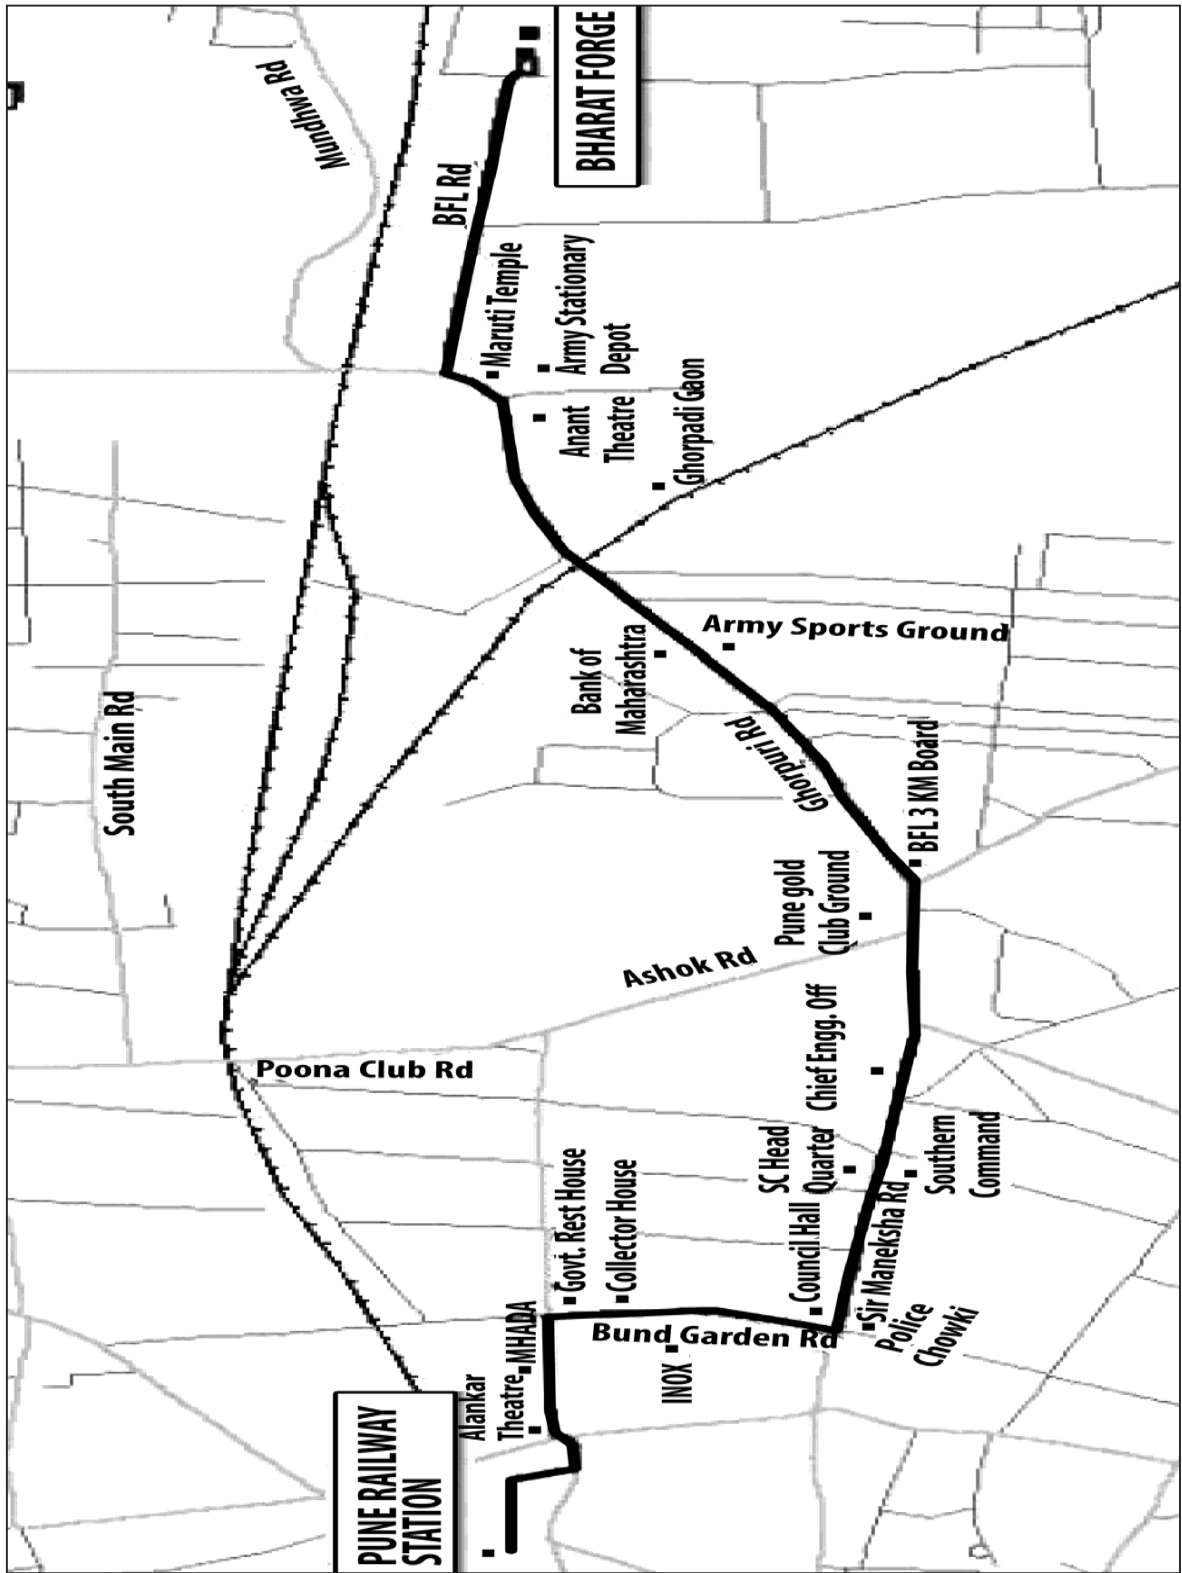 Mundhwa Rd
BHARAT FORGE
BFL Rd
Maruti Temple
Army Stationary
Depot
Anant
Theatre
Ghorpadi Gaon
South Main Rd
Army Sports Ground
Bank of
Maharashtra
Ghorpuri Rd
BFL 3 KM Board
Pune gold
Club Ground
Ashok Rd
Chief Engg. Off
Poona Club Rd
SC Head
Quarter
Southern
Command
Sir Maneksha Rd
Council Hall
Govt. Rest House
Collector House
Bund Garden Rd
Police
Chowki
INOX
MHADA
Alankar
Theatre
PUNE RAILWAY
STATION